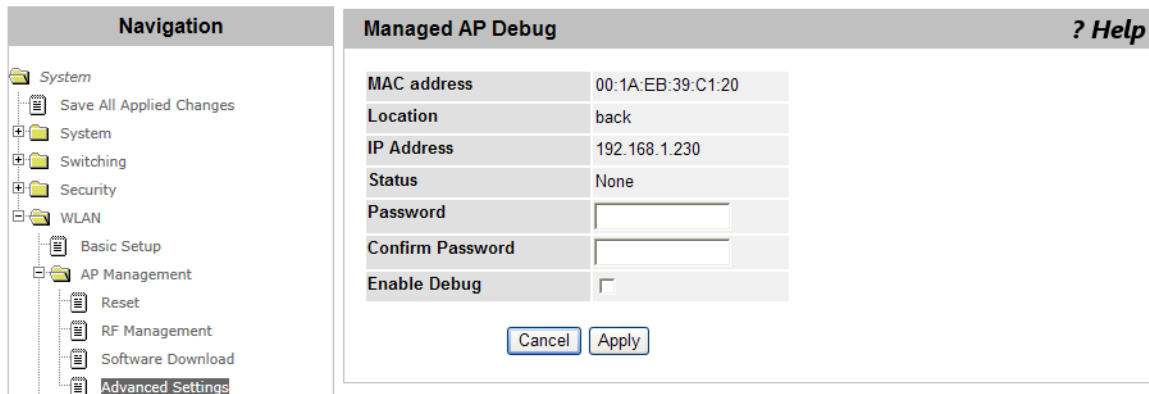 Navigation
System
Save All Applied Changes
System
Switching
Security
WLAN
Basic Setup
AP Management
Reset
RF Management
Software Download
Advanced Settings
Managed AP Debug
? Help
MAC address 00:1A:EB:39:C1:20
Location back
IP Address 192.168.1.230
Status None
Password
Confirm Password
Enable Debug
Cancel Apply